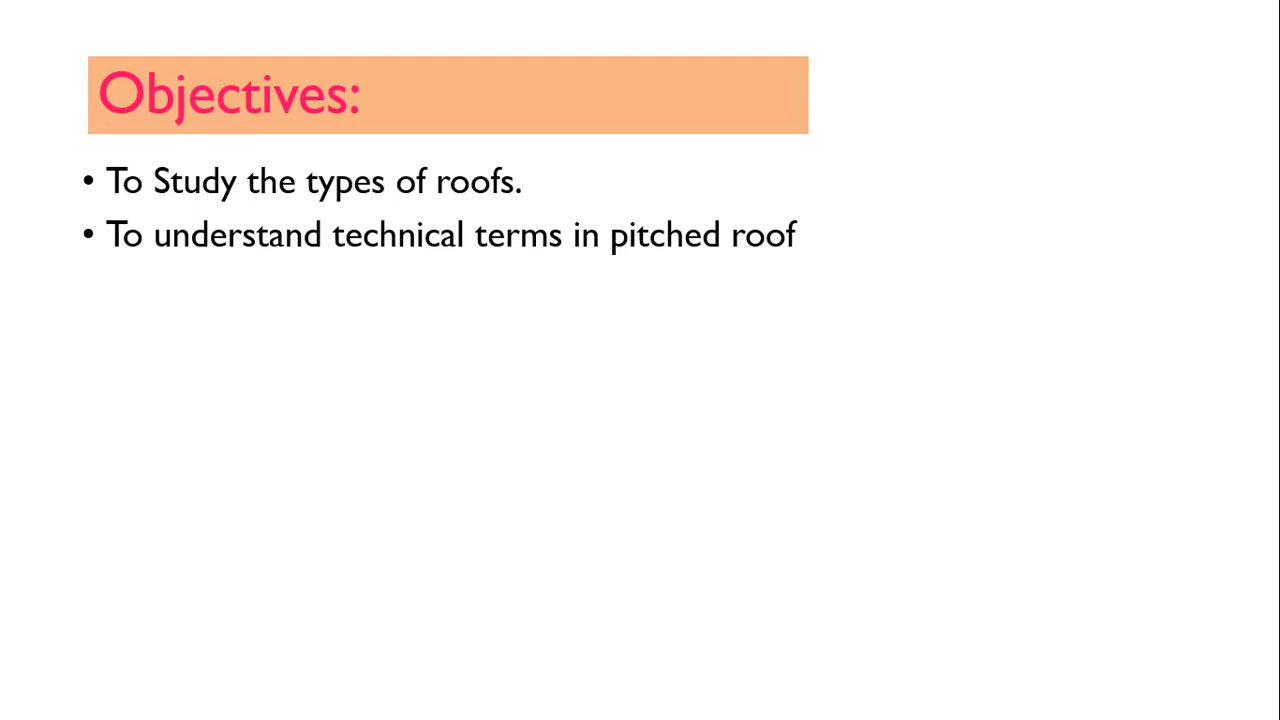 Objectives:
• To Study the types of roofs.
• To understand technical terms in pitched roof